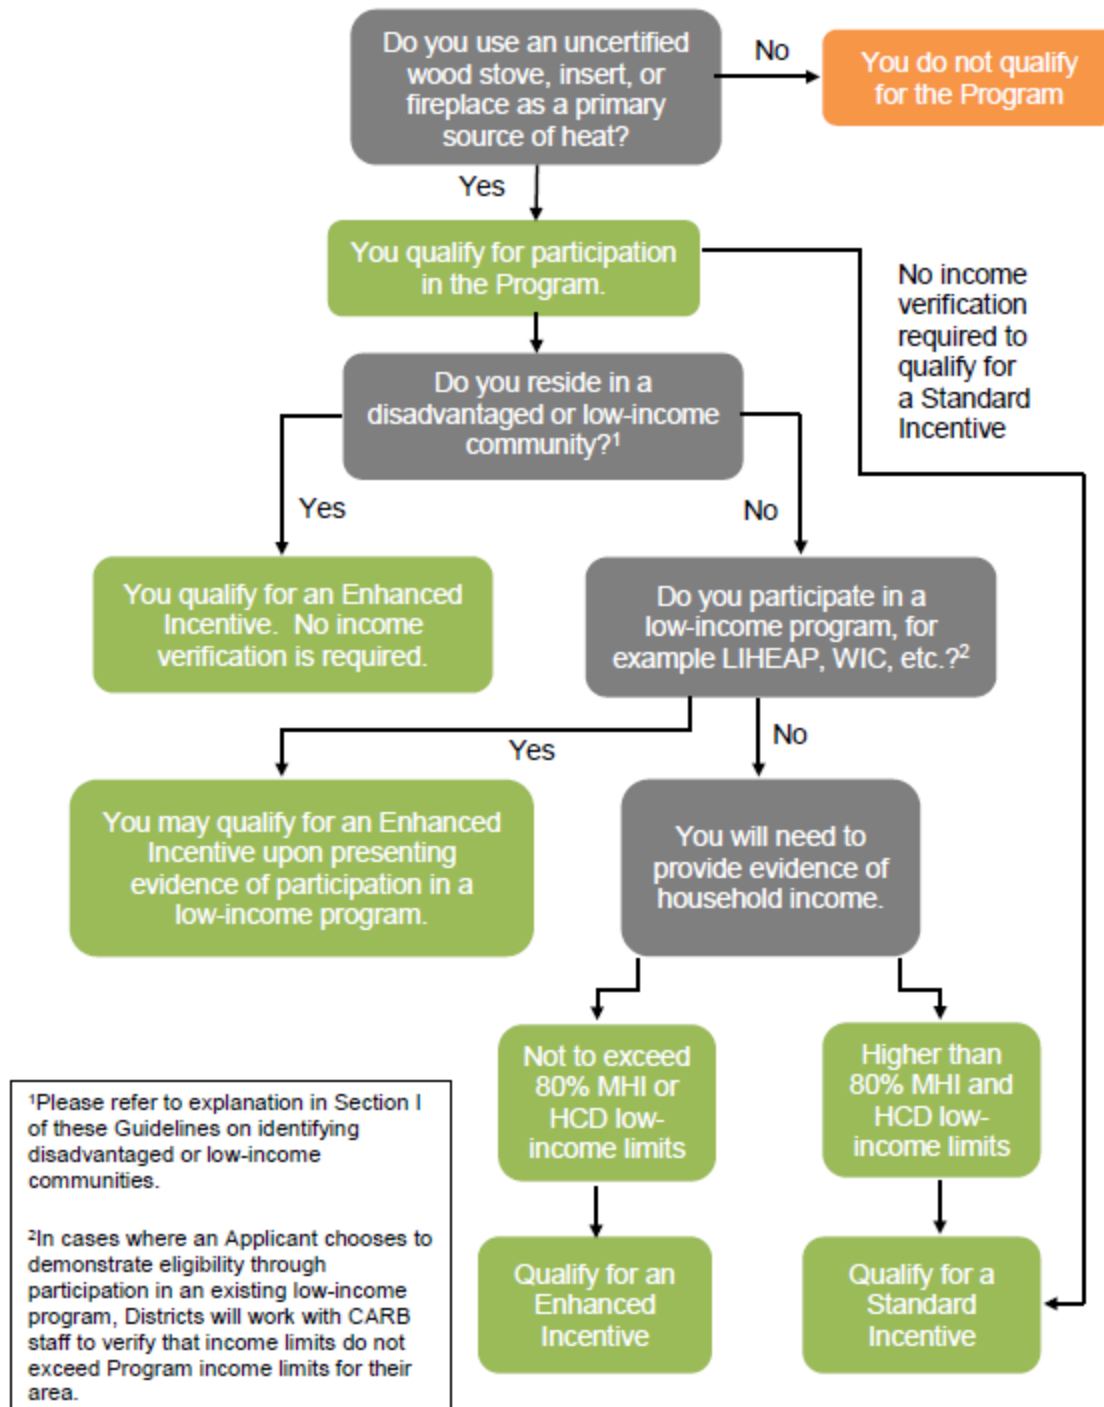 Do you use an uncertified
wood stove, insert, or
fireplace as a primary
source of heat?
No
You do not qualify
for the Program
Yes
You qualify for participation
in the Program.
No income
verification
required to
qualify for
a Standard
Incentive
Do you reside in a
disadvantaged or low-income
community?¹
Yes
No
You qualify for an Enhanced
Incentive.  No income
verification is required.
Do you participate in a
low-income program, for
example LIHEAP, WIC, etc.?²
Yes
No
You may qualify for an Enhanced
Incentive upon presenting
evidence of participation in a
low-income program.
You will need to
provide evidence of
household income.
Not to exceed
80% MHI or
HCD low-
income limits
Higher than
80% MHI and
HCD low-
income limits
Qualify for an
Enhanced
Incentive
Qualify for a
Standard
Incentive
¹Please refer to explanation in Section I
of these Guidelines on identifying
disadvantaged or low-income
communities.
²In cases where an Applicant chooses to
demonstrate eligibility through
participation in an existing low-income
program, Districts will work with CARB
staff to verify that income limits do not
exceed Program income limits for their
area.